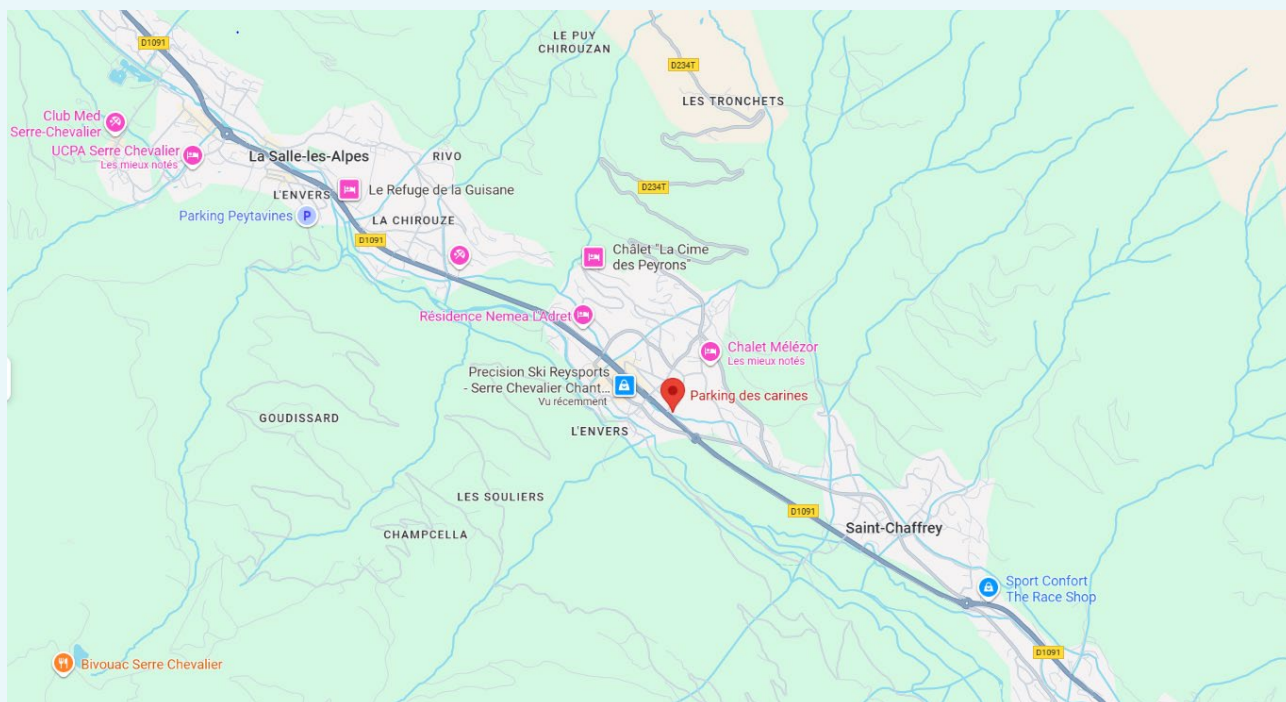 D1091
LE PUY
CHIROUZAN
D234T
LES TRONCHETS
Club Med
Serre-Chevalier
UCPA Serre Chevalier
Les mieux notés
La Salle-les-Alpes
RIVO
L'ENVERS
Le Refuge de la Guisane
D234T
Parking Peytavines
P
LA CHIROUZE
D1091
Châlet "La Cime
des Peyrons"
Résidence Nemea L'Adret
Chalet Mélézor
Les mieux notés
Precision Ski Reysports
- Serre Chevalier Chant...
Vu récemment
Parking des carines
GOUDISSARD
L'ENVERS
LES SOULIERS
CHAMPCELLA
D1091
Saint-Chaffrey
Sport Confort
The Race Shop
D1091
Bivouac Serre Chevalier